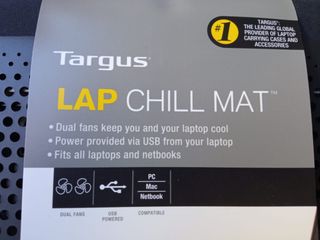 #1
TARGUS®:
THE LEADING GLOBAL
PROVIDER OF LAPTOP
CARRYING CASES AND
ACCESSORIES
Targus
LAP CHILL MAT™
• Dual fans keep you and your laptop cool
• Power provided via USB from your laptop
• Fits all laptops and netbooks
PC
Mac
Netbook
DUAL FANS
USB
POWERED
COMPATIBLE